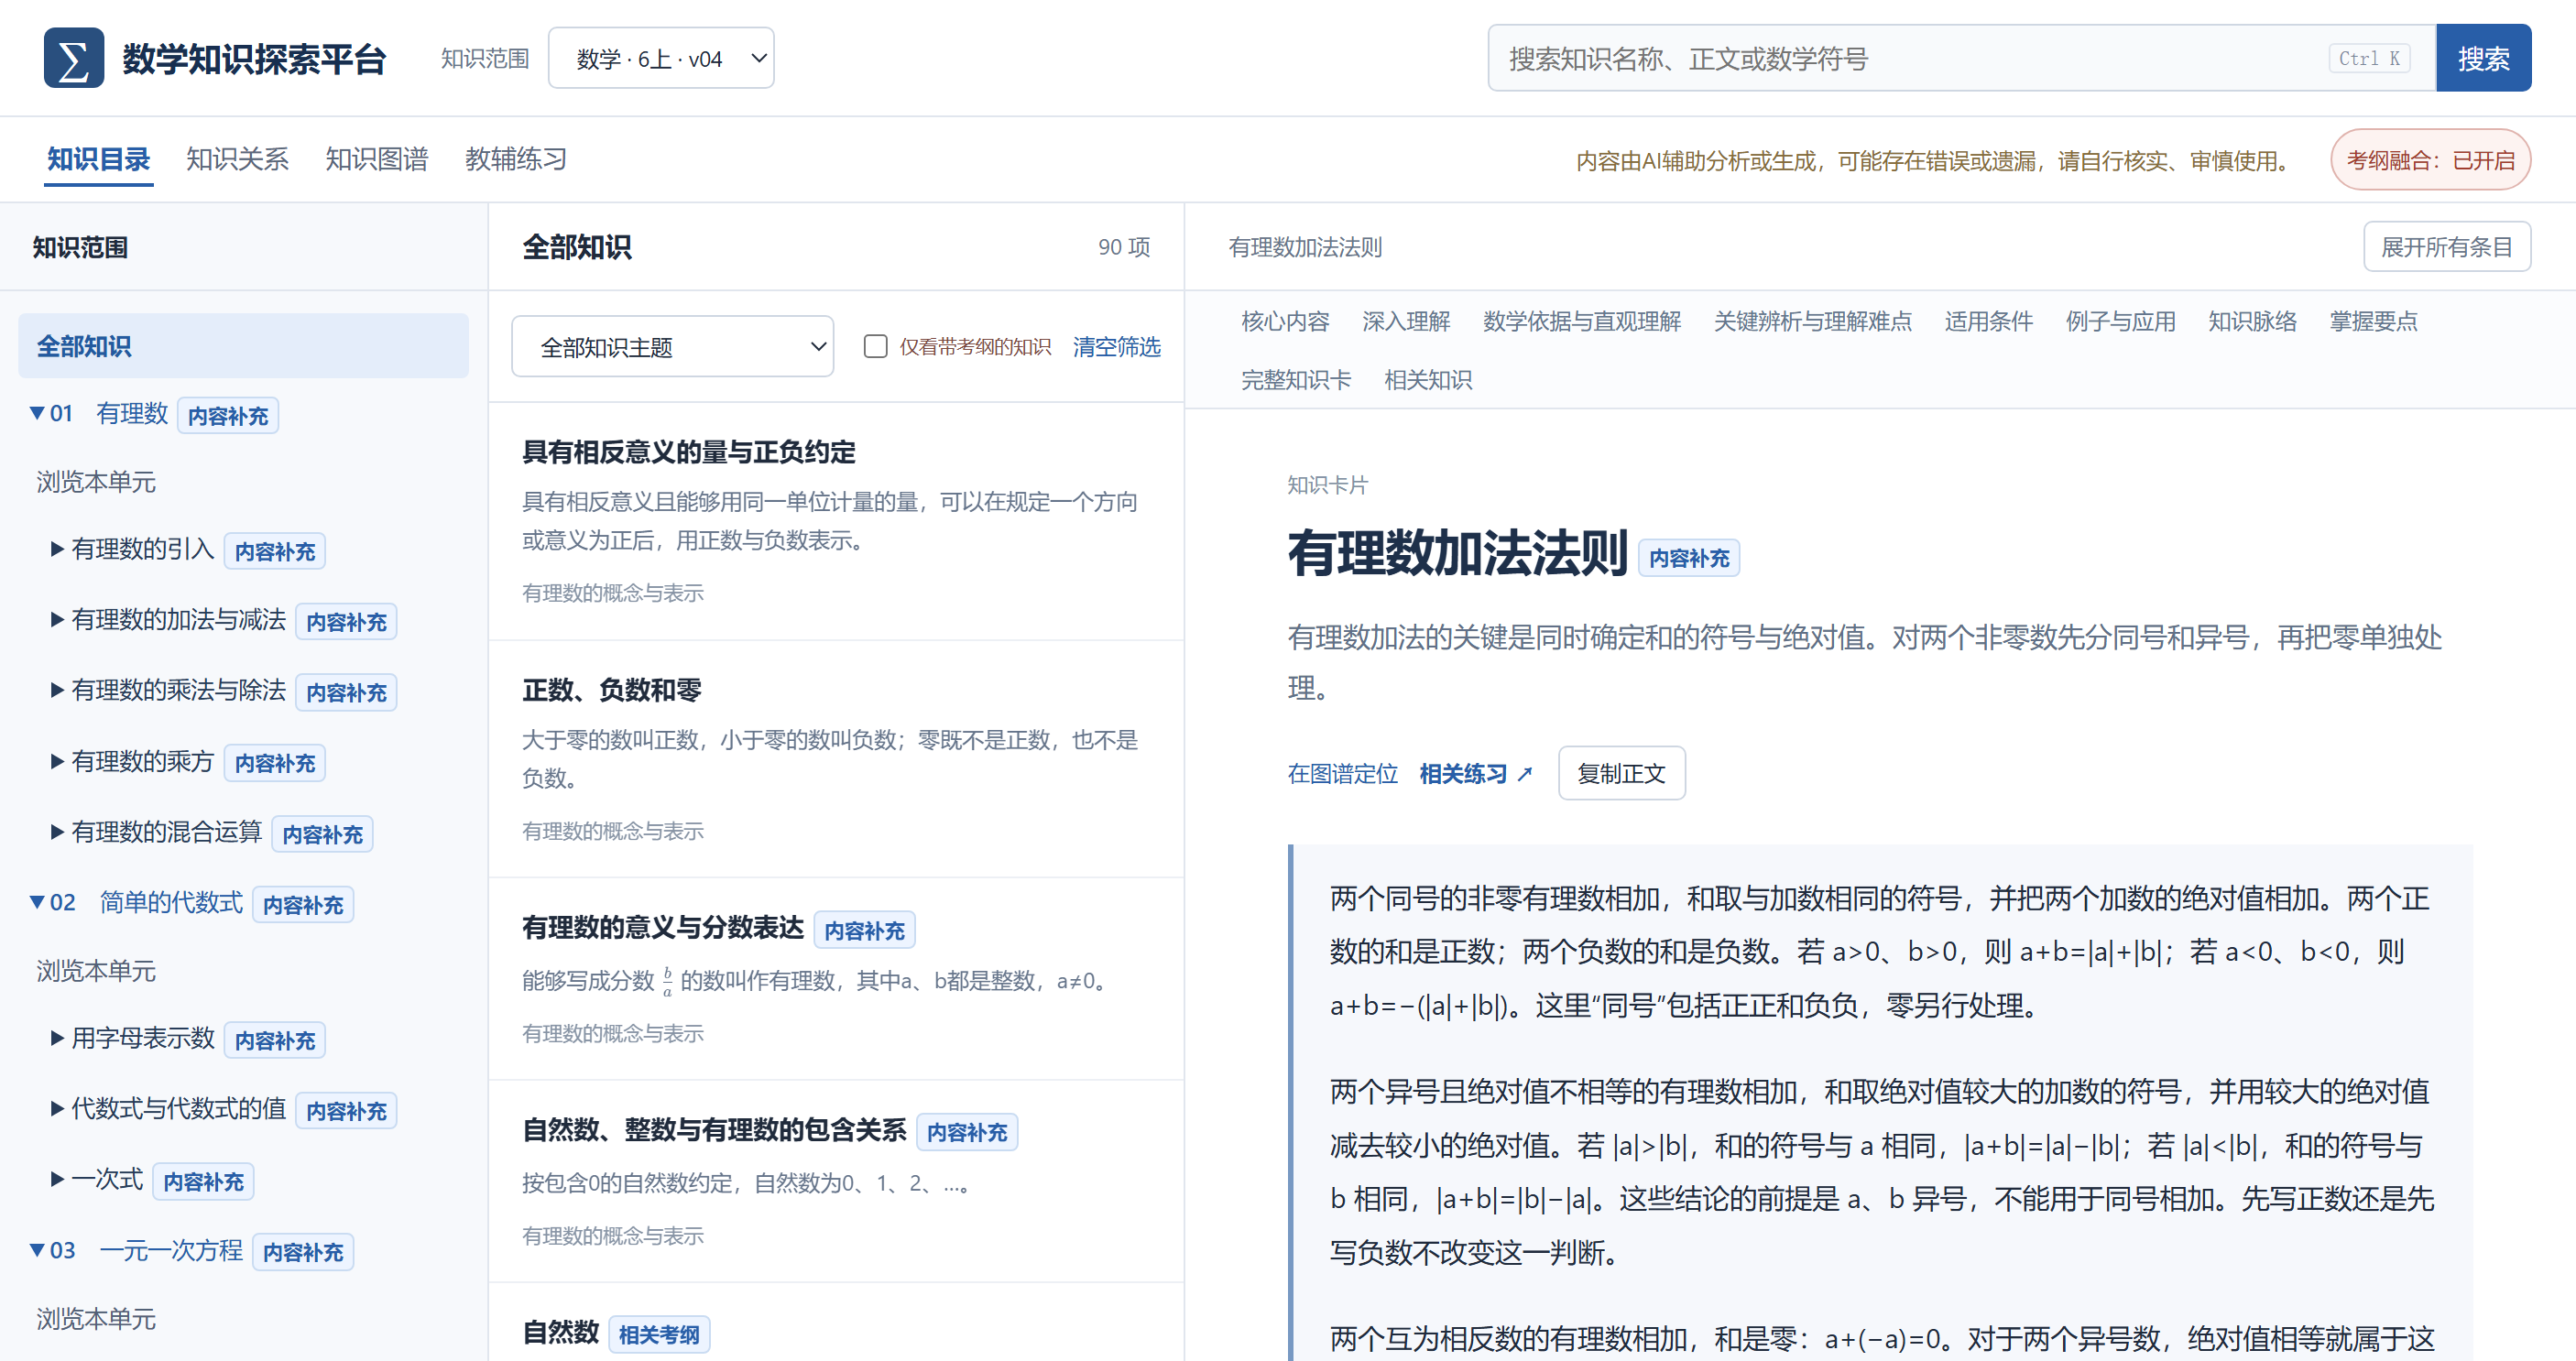 数学知识探索平台
知识范围
数学 · 6上 · v04
搜索知识名称、正文或数学符号
Ctrl K
搜索
知识目录
知识关系
知识图谱
教辅练习
内容由AI辅助分析或生成，可能存在错误或遗漏，请自行核实、审慎使用。
考纲融合：已开启
知识范围
全部知识
▼01 有理数 内容补充
浏览本单元
▶有理数的引入 内容补充
▶有理数的加法与减法 内容补充
▶有理数的乘法与除法 内容补充
▶有理数的乘方 内容补充
▶有理数的混合运算 内容补充
▼02 简单的代数式 内容补充
浏览本单元
▶用字母表示数 内容补充
▶代数式与代数式的值 内容补充
▶一次式 内容补充
▼03 一元一次方程 内容补充
浏览本单元
全部知识
90 项
全部知识主题
仅看带考纲的知识
清空筛选
具有相反意义的量与正负约定
具有相反意义且能够用同一单位计量的量，可以在规定一个方向
或意义为正后，用正数与负数表示。
有理数的概念与表示
正数、负数和零
大于零的数叫正数，小于零的数叫负数；零既不是正数，也不是
负数。
有理数的概念与表示
有理数的意义与分数表达 内容补充
能够写成分数 b/a 的数叫作有理数，其中a、b都是整数，a≠0。
有理数的概念与表示
自然数、整数与有理数的包含关系 内容补充
按包含0的自然数约定，自然数为0、1、2、…。
有理数的概念与表示
自然数 相关考纲
有理数加法法则
展开所有条目
核心内容 深入理解 数学依据与直观理解 关键辨析与理解难点 适用条件 例子与应用 知识脉络 掌握要点
完整知识卡 相关知识
知识卡片
有理数加法法则 内容补充
有理数加法的关键是同时确定和的符号与绝对值。对两个非零数先分同号和异号，再把零单独处
理。
在图谱定位 相关练习 ↗ 复制正文
两个同号的非零有理数相加，和取与加数相同的符号，并把两个加数的绝对值相加。两个正
数的和是正数；两个负数的和是负数。若 a>0、b>0，则 a+b=|a|+|b|；若 a<0、b<0，则
a+b=−(|a|+|b|)。这里“同号”包括正正和负负，零另行处理。
两个异号且绝对值不相等的有理数相加，和取绝对值较大的加数的符号，并用较大的绝对值
减去较小的绝对值。若 |a|>|b|，和的符号与 a 相同，|a+b|=|a|−|b|；若 |a|<|b|，和的符号与
b 相同，|a+b|=|b|−|a|。这些结论的前提是 a、b 异号，不能用于同号相加。先写正数还是先
写负数不改变这一判断。
两个互为相反数的有理数相加，和是零：a+(−a)=0。对于两个异号数，绝对值相等就属于这